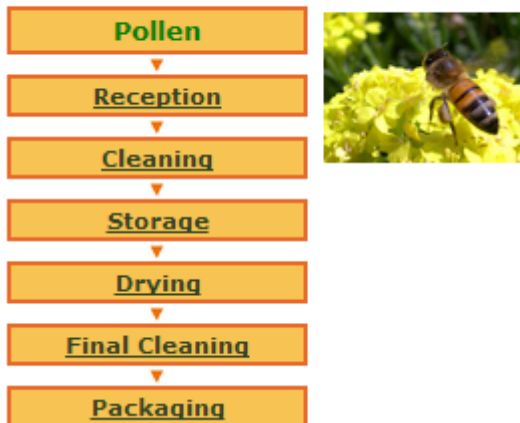 Pollen
Reception
Cleaning
Storage
Drying
Final Cleaning
Packaging